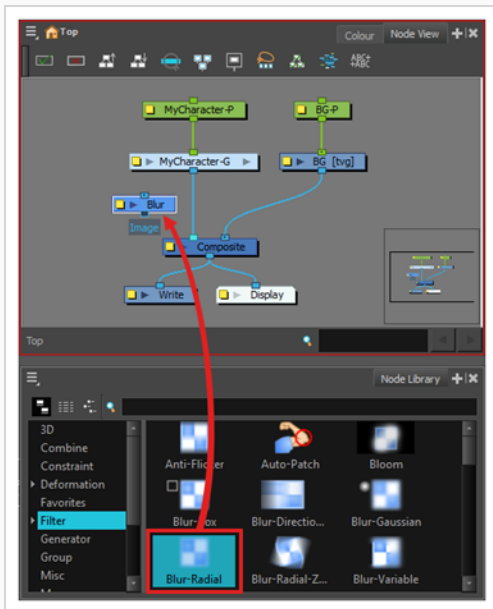 Top
Colour
Node View
ABC+
+ABC
MyCharacter-P
BG-P
MyCharacter-G
BG [tvg]
Blur
Image
Composite
Write
Display
Top
Node Library
3D
Combine
Constraint
Deformation
Favorites
Filter
Generator
Group
Misc
Anti-Flicker
Auto-Patch
Bloom
Blur-Box
Blur-Directio...
Blur-Gaussian
Blur-Radial
Blur-Radial-Z...
Blur-Variable